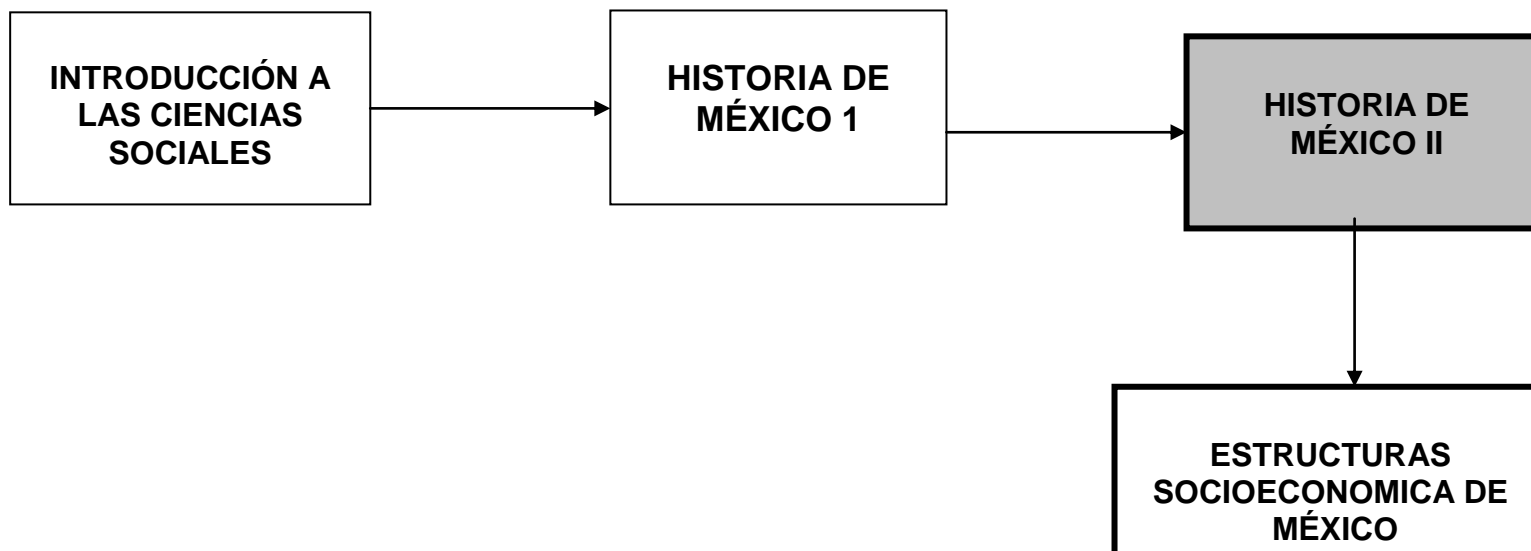 INTRODUCCIÓN A
LAS CIENCIAS
SOCIALES
HISTORIA DE
MÉXICO 1
HISTORIA DE
MÉXICO II
ESTRUCTURAS
SOCIOECONOMICA DE
MÉXICO